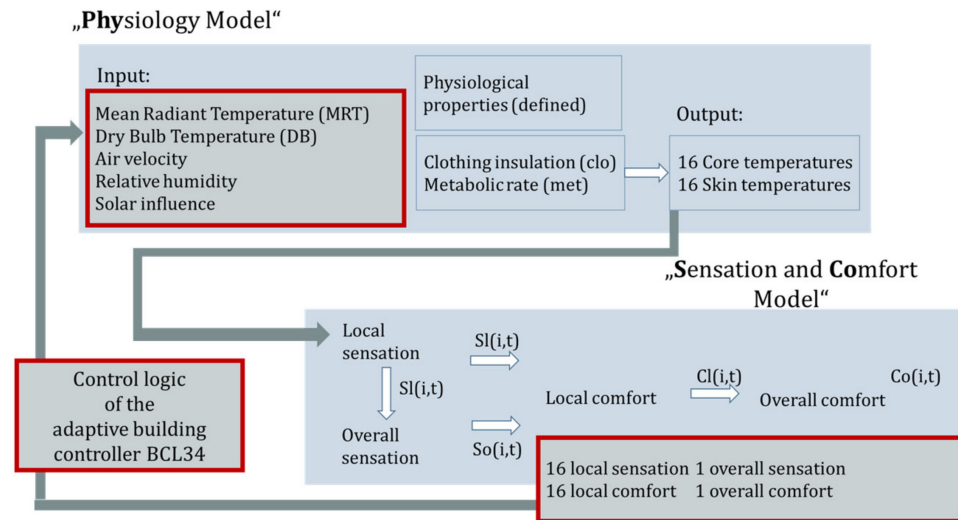 „Physiology Model“
Input:
Mean Radiant Temperature (MRT)
Dry Bulb Temperature (DB)
Air velocity
Relative humidity
Solar influence
Physiological
properties (defined)
Clothing insulation (clo)
Metabolic rate (met)
Output:
16 Core temperatures
16 Skin temperatures
„Sensation and Comfort
Model“
Local
sensation
Sl(i,t)
Sl(i,t)
Overall
sensation
So(i,t)
Local comfort
Cl(i,t)
Overall comfort
Co(i,t)
16 local sensation 1 overall sensation
16 local comfort 1 overall comfort
Control logic
of the
adaptive building
controller BCL34